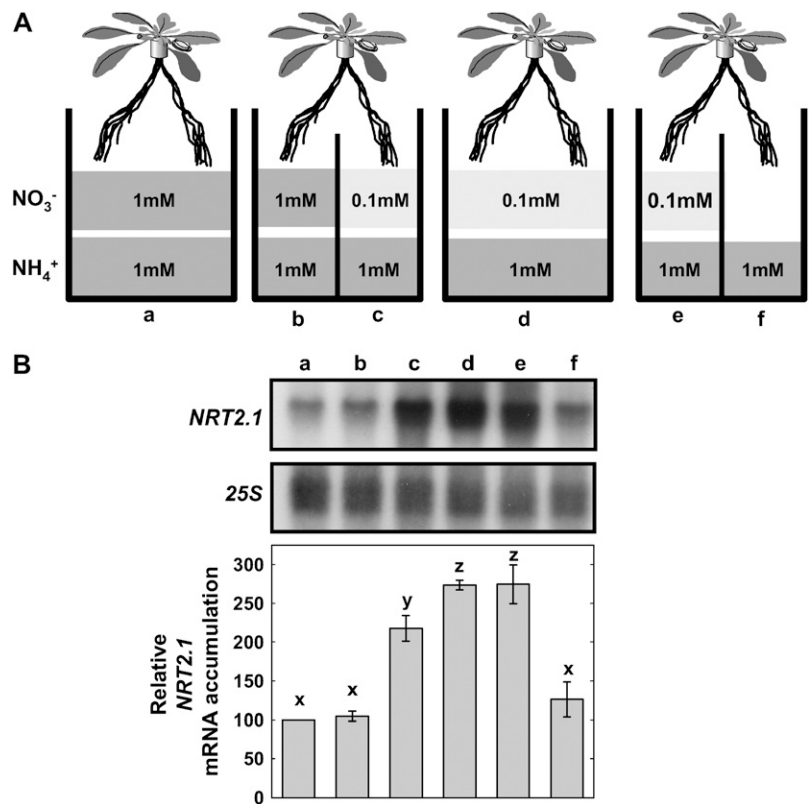 A
NO₃⁻ 1mM 1mM 0.1mM 0.1mM 0.1mM
NH₄⁺ 1mM 1mM 1mM 1mM 1mM 1mM
a b c d e f
B
a b c d e f
NRT2.1
25S
Relative
NRT2.1
mRNA accumulation
300
250
200
150
100
50
0
x x y z z x